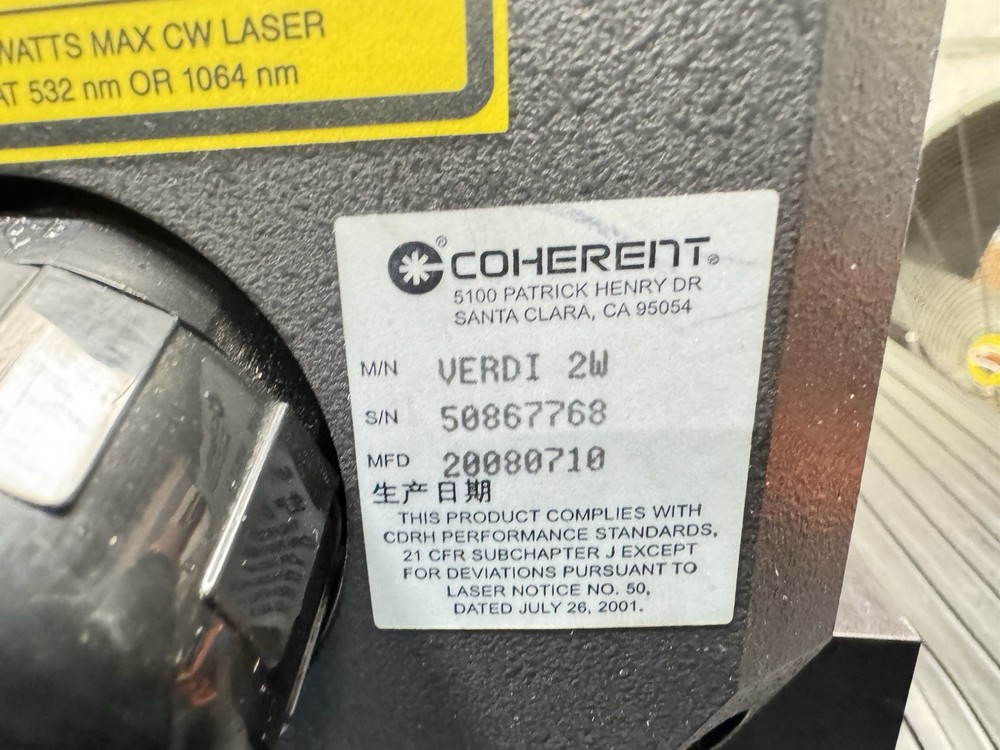 WATTS MAX CW LASER
AT 532 nm OR 1064 nm
COHERENT®
5100 PATRICK HENRY DR
SANTA CLARA, CA 95054
M/N VERDI 2W
S/N 50867768
MFD 20080710
生产日期
THIS PRODUCT COMPLIES WITH
CDRH PERFORMANCE STANDARDS,
21 CFR SUBCHAPTER J EXCEPT
FOR DEVIATIONS PURSUANT TO
LASER NOTICE NO. 50,
DATED JULY 26, 2001.